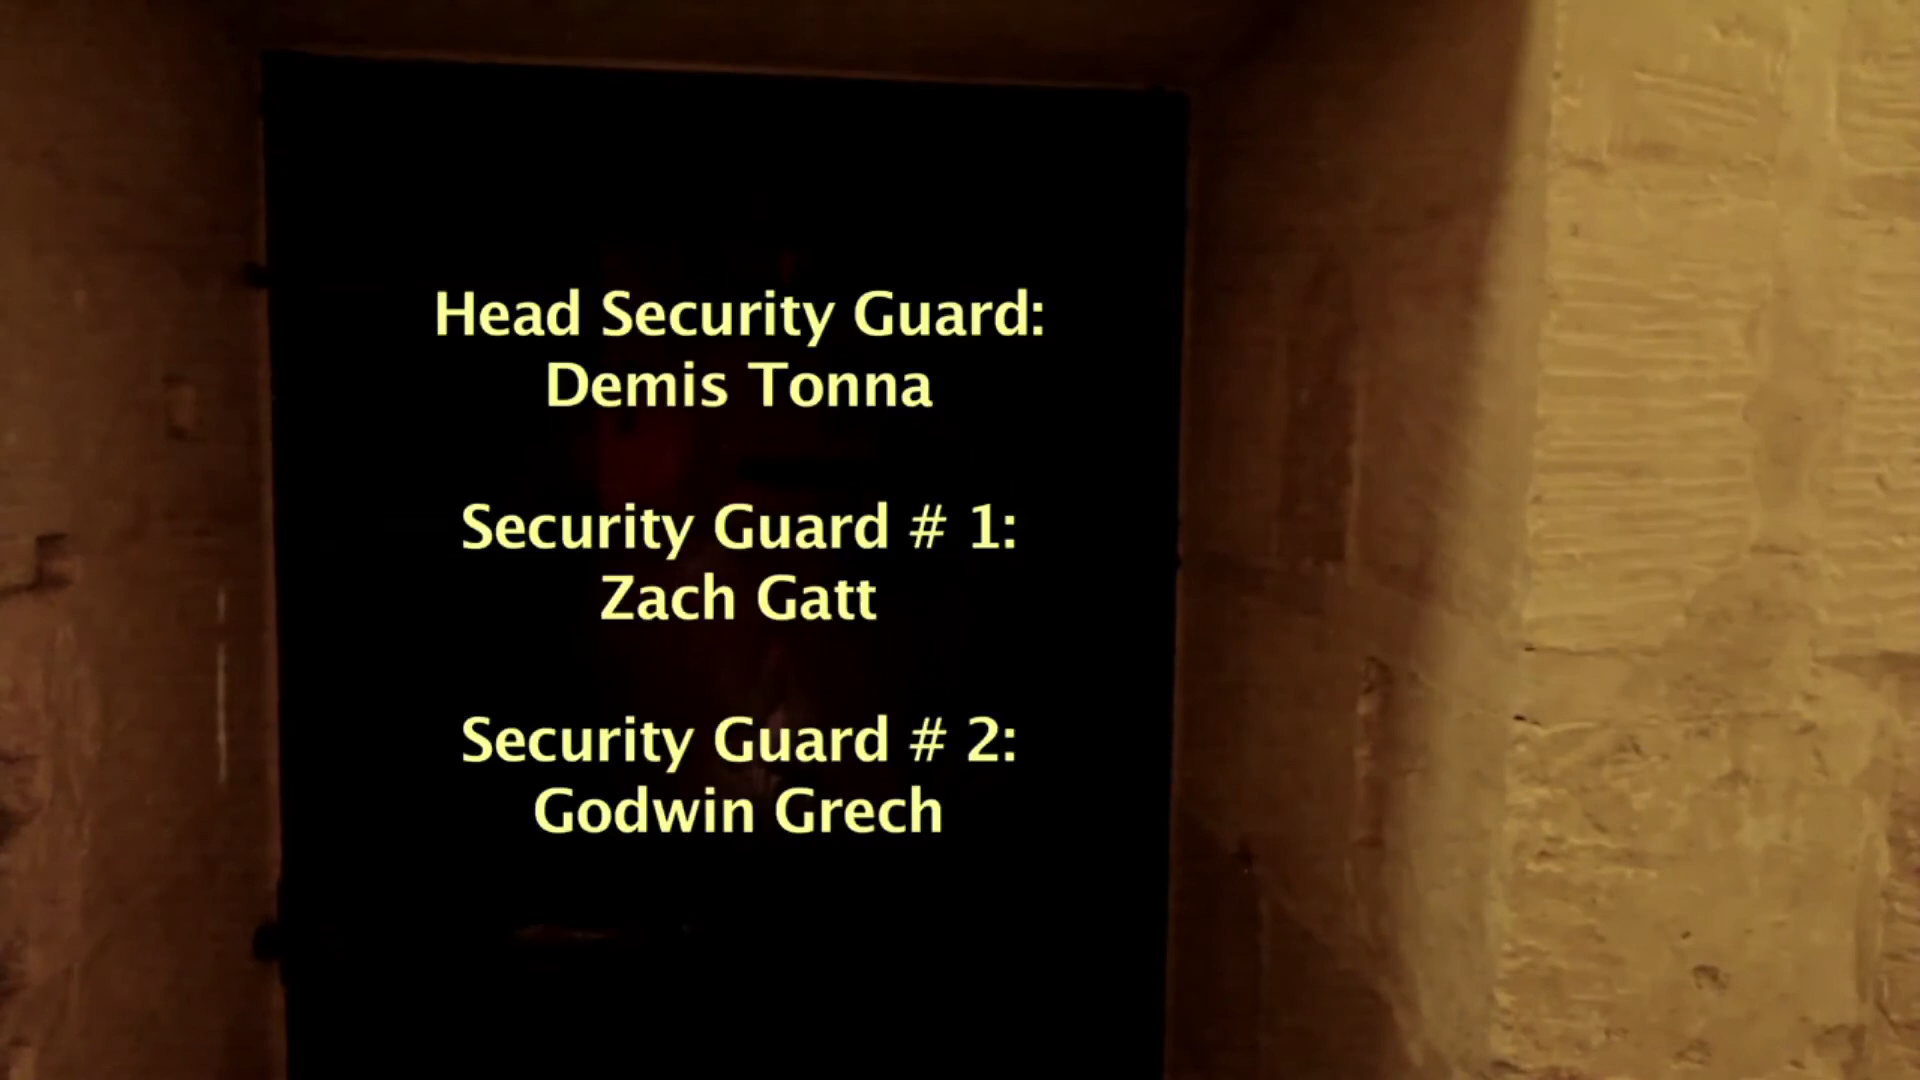 Head Security Guard:
Demis Tonna
Security Guard # 1:
Zach Gatt
Security Guard # 2:
Godwin Grech